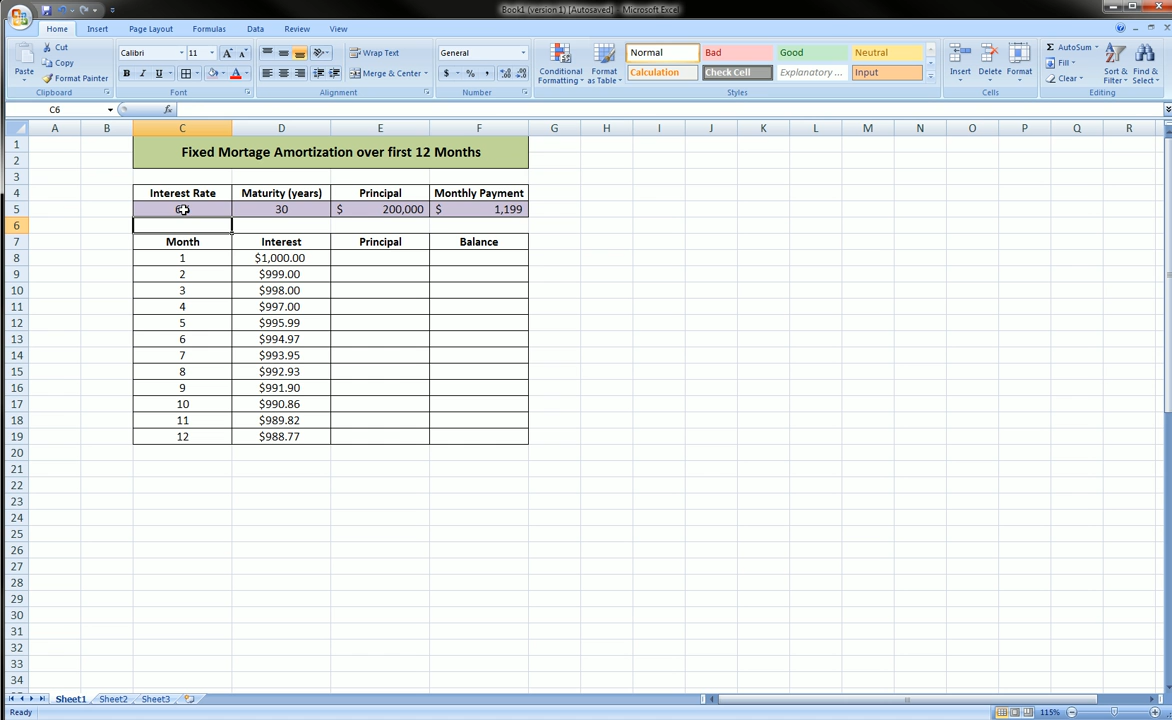 Book1 (version 1) [Autosaved] - Microsoft Excel
Home Insert Page Layout Formulas Data Review View
Paste
Cut
Copy
Format Painter
Clipboard
Calibri 11
B I U
Font
Wrap Text
Merge & Center
Alignment
General
$ % ,
Number
Conditional Formatting
Format as Table
Normal Bad Good Neutral
Calculation Check Cell Explanatory ... Input
Styles
Insert Delete Format
Cells
AutoSum
Fill
Clear
Sort & Filter
Find & Select
Editing
C6 fx
A B C D E F G H I J K L M N O P Q R
1 Fixed Mortage Amortization over first 12 Months
2
3
4 Interest Rate Maturity (years) Principal Monthly Payment
5 30 $ 200,000 $ 1,199
6
7 Month Interest Principal Balance
8 1 $1,000.00
9 2 $999.00
10 3 $998.00
11 4 $997.00
12 5 $995.99
13 6 $994.97
14 7 $993.95
15 8 $992.93
16 9 $991.90
17 10 $990.86
18 11 $989.82
19 12 $988.77
20
21
22
23
24
25
26
27
28
29
30
31
32
33
34
Sheet1 Sheet2 Sheet3
Ready 115%